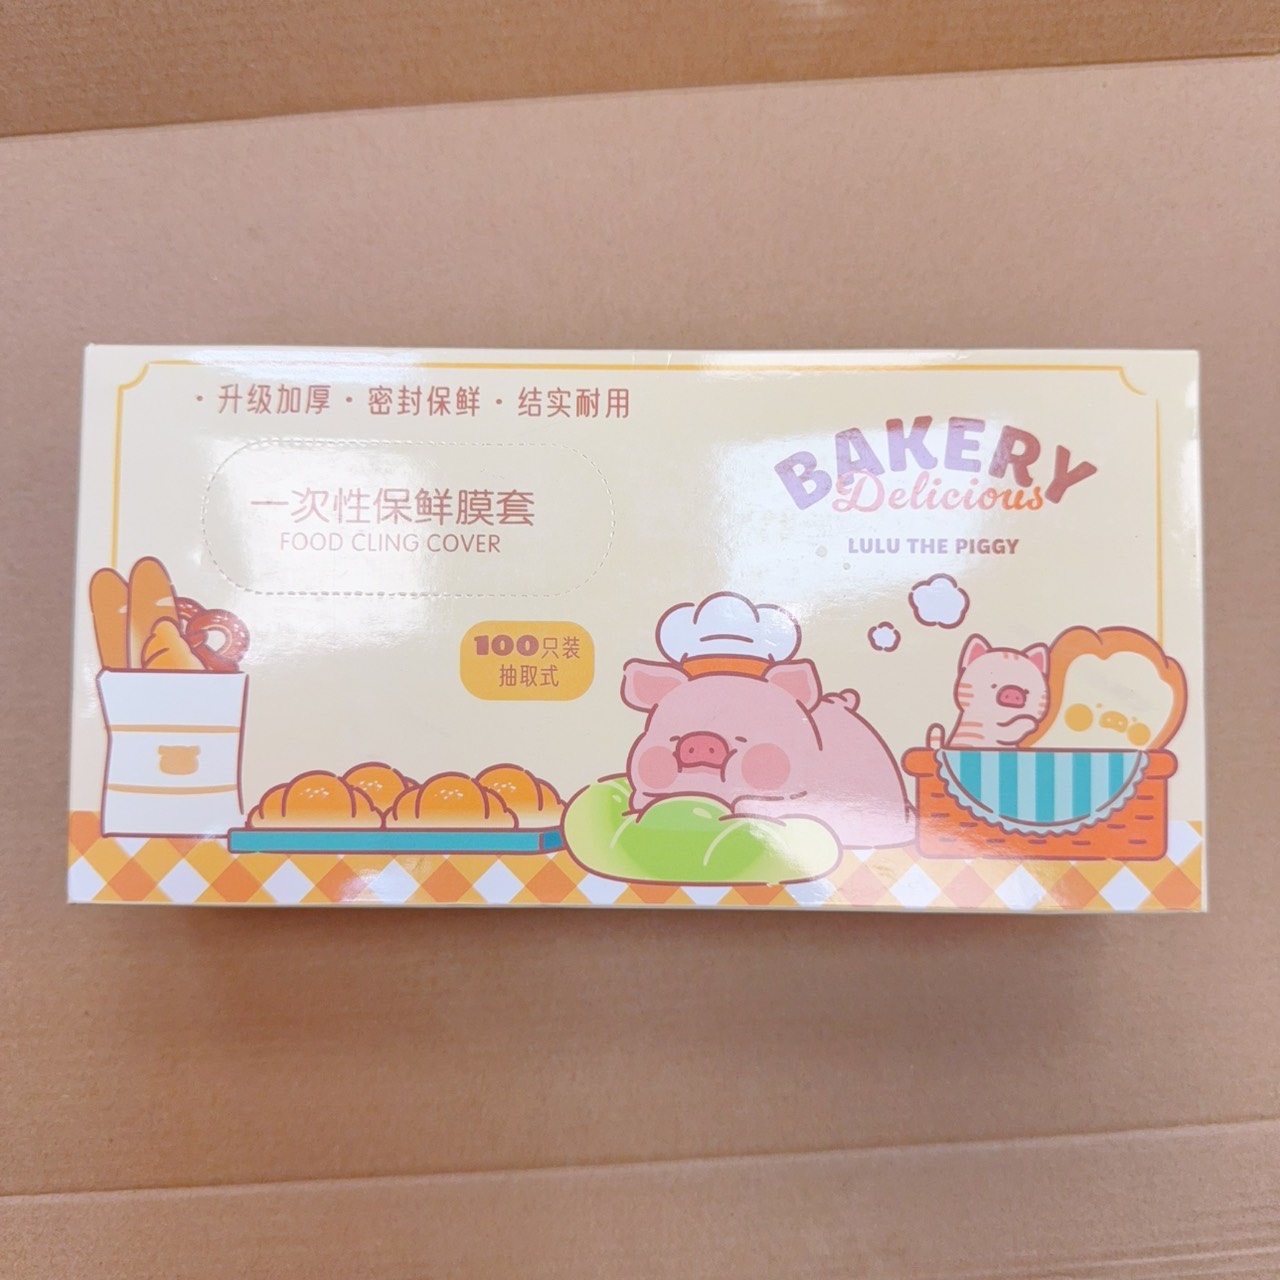 · 升级加厚 · 密封保鲜 · 结实耐用
一次性保鲜膜套
FOOD CLING COVER
100只装
抽取式
BAKERY
Delicious
LULU THE PIGGY